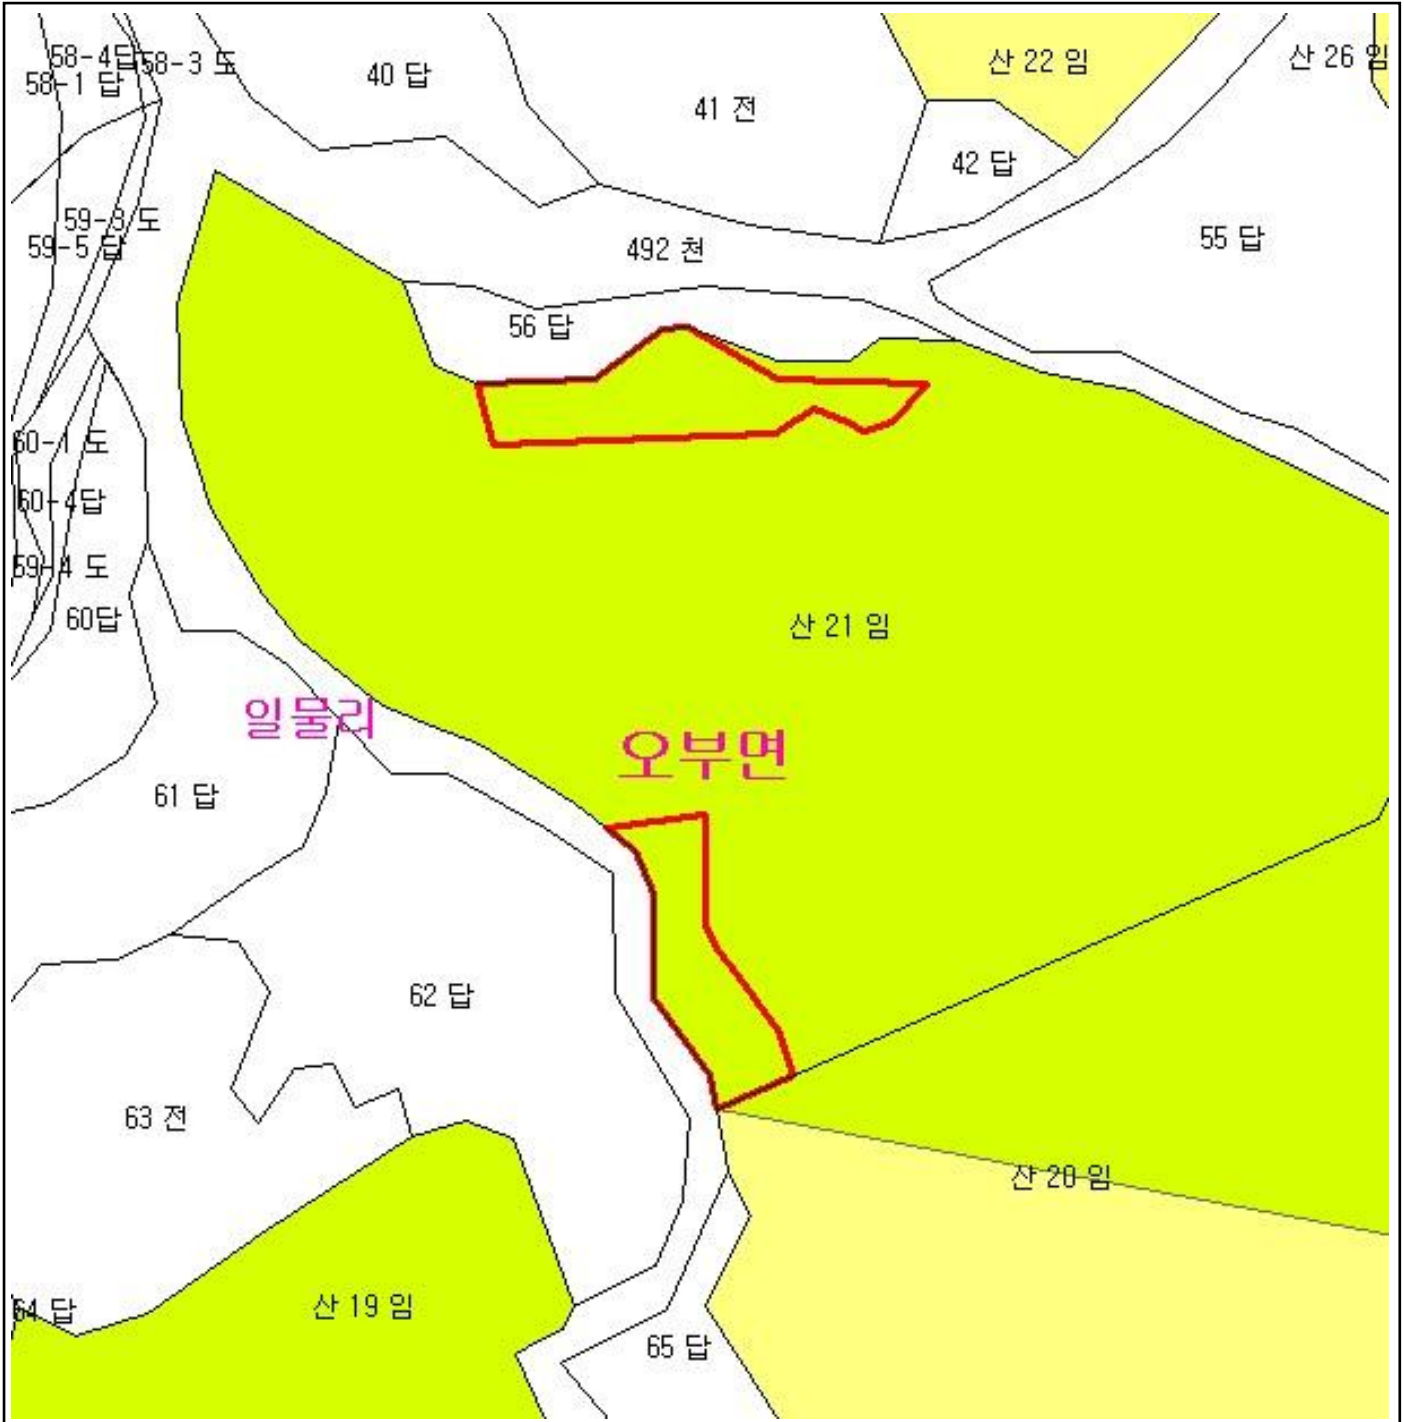 58-4답
58-3 도
58-1 답
40 답
41 전
산 22 임
산 26 임
42 답
59-3 도
59-5 답
492 천
55 답
56 답
60-1 도
60-4답
59-4 도
60답
산 21 임
일물리
오부면
61 답
62 답
63 전
산 20 임
64 답
산 19 임
65 답